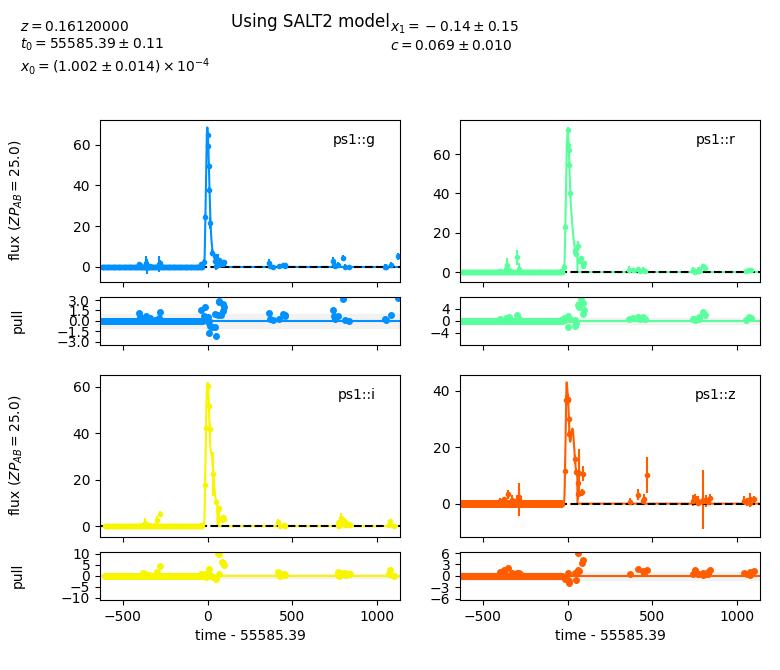 Using SALT2 model
z = 0.16120000
t₀ = 55585.39 ± 0.11
x₀ = (1.002 ± 0.014) × 10⁻⁴
x₁ = −0.14 ± 0.15
c = 0.069 ± 0.010
flux (ZP_AB = 25.0)
60
40
20
0
ps1::g
60
40
20
0
ps1::r
pull
3.0
1.5
0.0
−1.5
−3.0
4
0
−4
flux (ZP_AB = 25.0)
60
40
20
0
ps1::i
40
20
0
ps1::z
pull
10
5
0
−5
−10
6
3
0
−3
−6
−500 0 500 1000
−500 0 500 1000
time - 55585.39
time - 55585.39